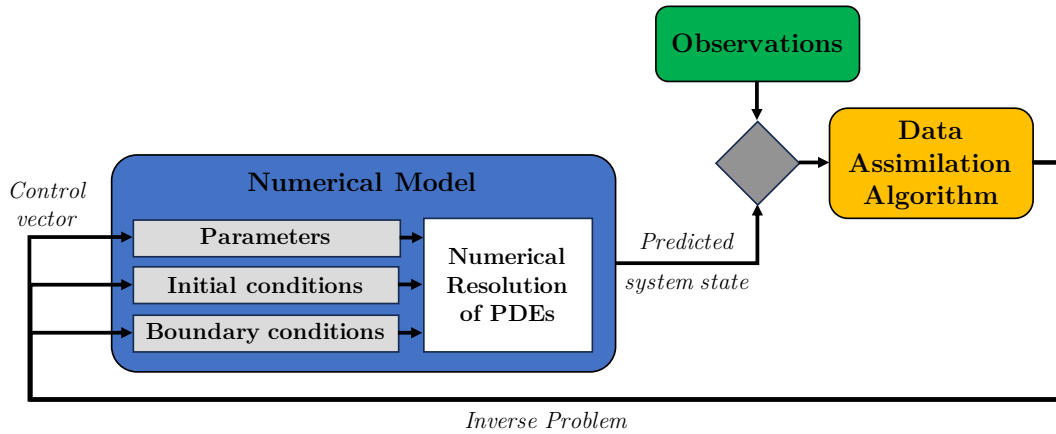 Observations
Data
Assimilation
Algorithm
Control
vector
Numerical Model
Parameters
Initial conditions
Boundary conditions
Numerical
Resolution
of PDEs
Predicted
system state
Inverse Problem